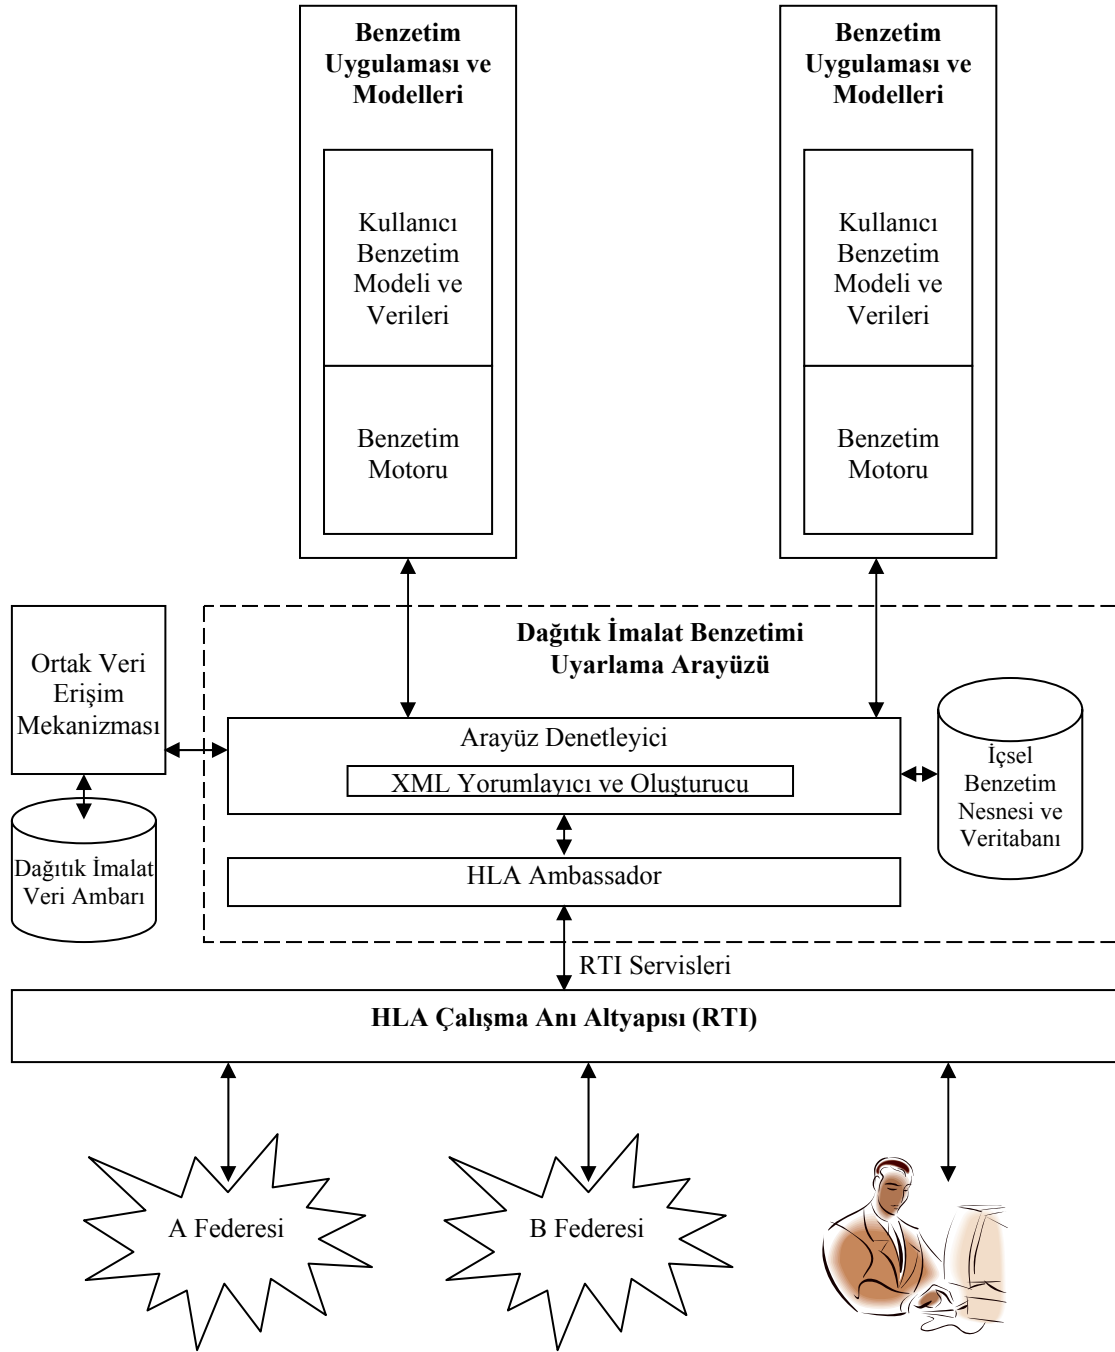 Benzetim
Uygulaması ve
Modelleri
Kullanıcı
Benzetim
Modeli ve
Verileri
Benzetim
Motoru
Benzetim
Uygulaması ve
Modelleri
Kullanıcı
Benzetim
Modeli ve
Verileri
Benzetim
Motoru
Ortak Veri
Erişim
Mekanizması
Dağıtık İmalat
Veri Ambarı
Dağıtık İmalat Benzetimi
Uyarlama Arayüzü
Arayüz Denetleyici
XML Yorumlayıcı ve Oluşturucu
HLA Ambassador
İçsel
Benzetim
Nesnesi ve
Veritabanı
RTI Servisleri
HLA Çalışma Anı Altyapısı (RTI)
A Federesi
B Federesi